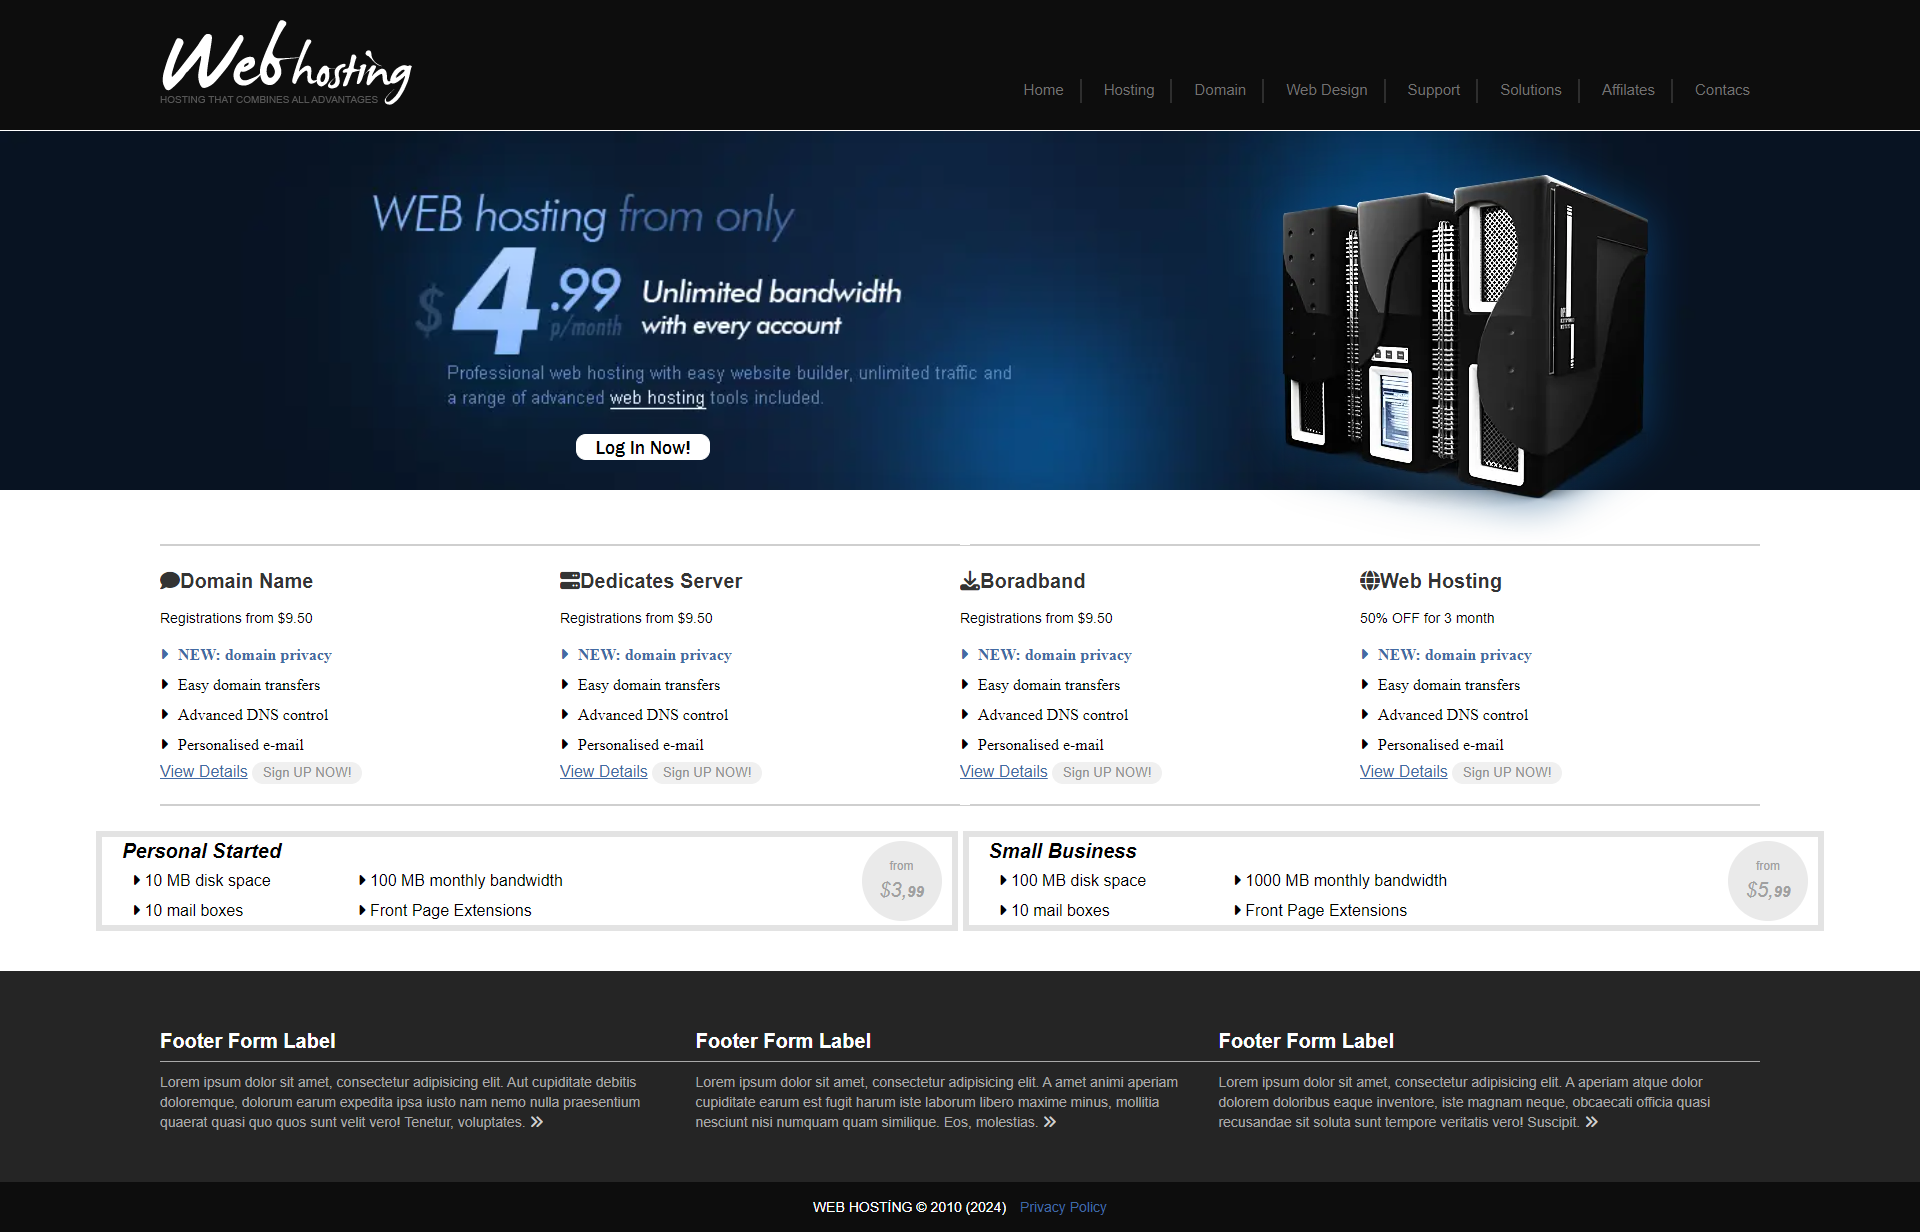 Web hosting
HOSTING THAT COMBINES ALL ADVANTAGES
Home
Hosting
Domain
Web Design
Support
Solutions
Affilates
Contacs
WEB hosting from only
$4.99 p/month
Unlimited bandwidth
with every account
Professional web hosting with easy website builder, unlimited traffic and
a range of advanced web hosting tools included.
Log In Now!
Domain Name
Registrations from $9.50
NEW: domain privacy
Easy domain transfers
Advanced DNS control
Personalised e-mail
View Details Sign UP NOW!
Dedicates Server
Registrations from $9.50
NEW: domain privacy
Easy domain transfers
Advanced DNS control
Personalised e-mail
View Details Sign UP NOW!
Boradband
Registrations from $9.50
NEW: domain privacy
Easy domain transfers
Advanced DNS control
Personalised e-mail
View Details Sign UP NOW!
Web Hosting
50% OFF for 3 month
NEW: domain privacy
Easy domain transfers
Advanced DNS control
Personalised e-mail
View Details Sign UP NOW!
Personal Started
10 MB disk space
100 MB monthly bandwidth
10 mail boxes
Front Page Extensions
from
$3,99
Small Business
100 MB disk space
1000 MB monthly bandwidth
10 mail boxes
Front Page Extensions
from
$5,99
Footer Form Label
Lorem ipsum dolor sit amet, consectetur adipisicing elit. Aut cupiditate debitis
doloremque, dolorum earum expedita ipsa iusto nam nemo nulla praesentium
quaerat quasi quo quos sunt velit vero! Tenetur, voluptates. »
Footer Form Label
Lorem ipsum dolor sit amet, consectetur adipisicing elit. A amet animi aperiam
cupiditate earum est fugit harum iste laborum libero maxime minus, mollitia
nesciunt nisi numquam quam similique. Eos, molestias. »
Footer Form Label
Lorem ipsum dolor sit amet, consectetur adipisicing elit. A aperiam atque dolor
dolorem doloribus eaque inventore, iste magnam neque, obcaecati officia quasi
recusandae sit soluta sunt tempore veritatis vero! Suscipit. »
WEB HOSTİNG © 2010 (2024) Privacy Policy